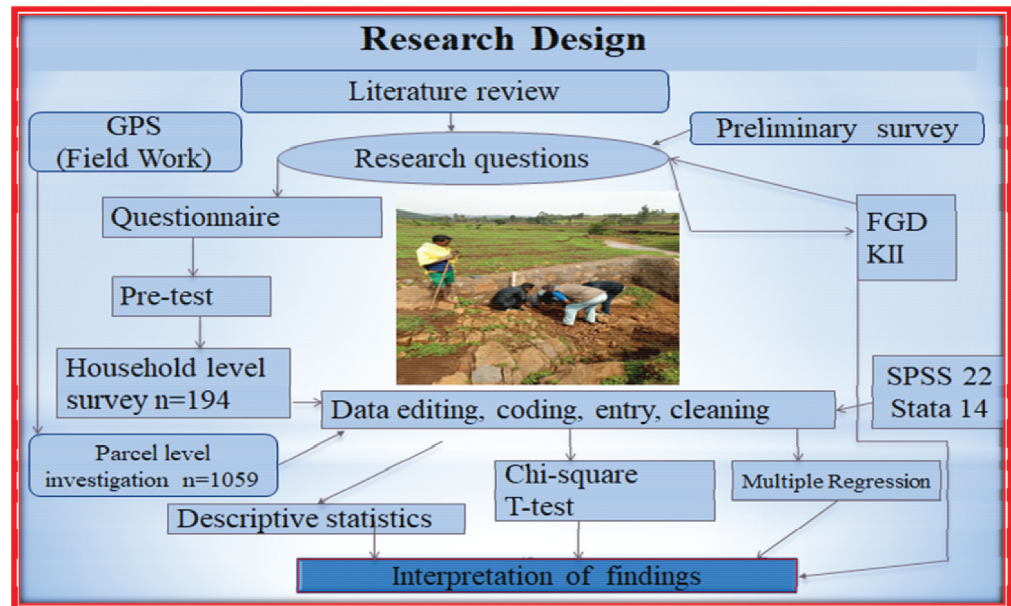 Research Design
Literature review
GPS
(Field Work)
Preliminary survey
Research questions
Questionnaire
FGD
KII
Pre-test
Household level
survey n=194
SPSS 22
Stata 14
Data editing, coding, entry, cleaning
Parcel level
investigation n=1059
Chi-square
T-test
Multiple Regression
Descriptive statistics
Interpretation of findings